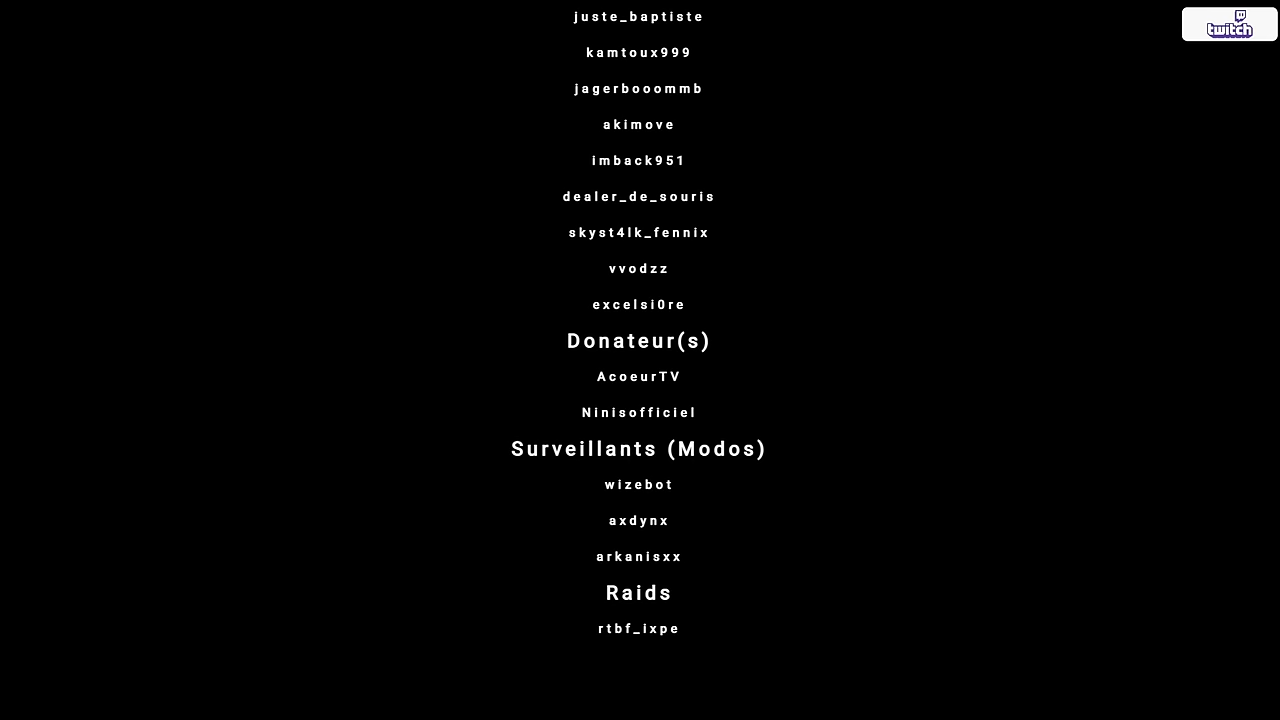 juste_baptiste
twitch
kamtoux999
jagerbooommb
akimove
imback951
dealer_de_souris
skyst4lk_fennix
vvodzz
excelsi0re
Donateur(s)
AcoeurTV
Ninisofficiel
Surveillants (Modos)
wizebot
axdynx
arkanisxx
Raids
rtbf_ixpe